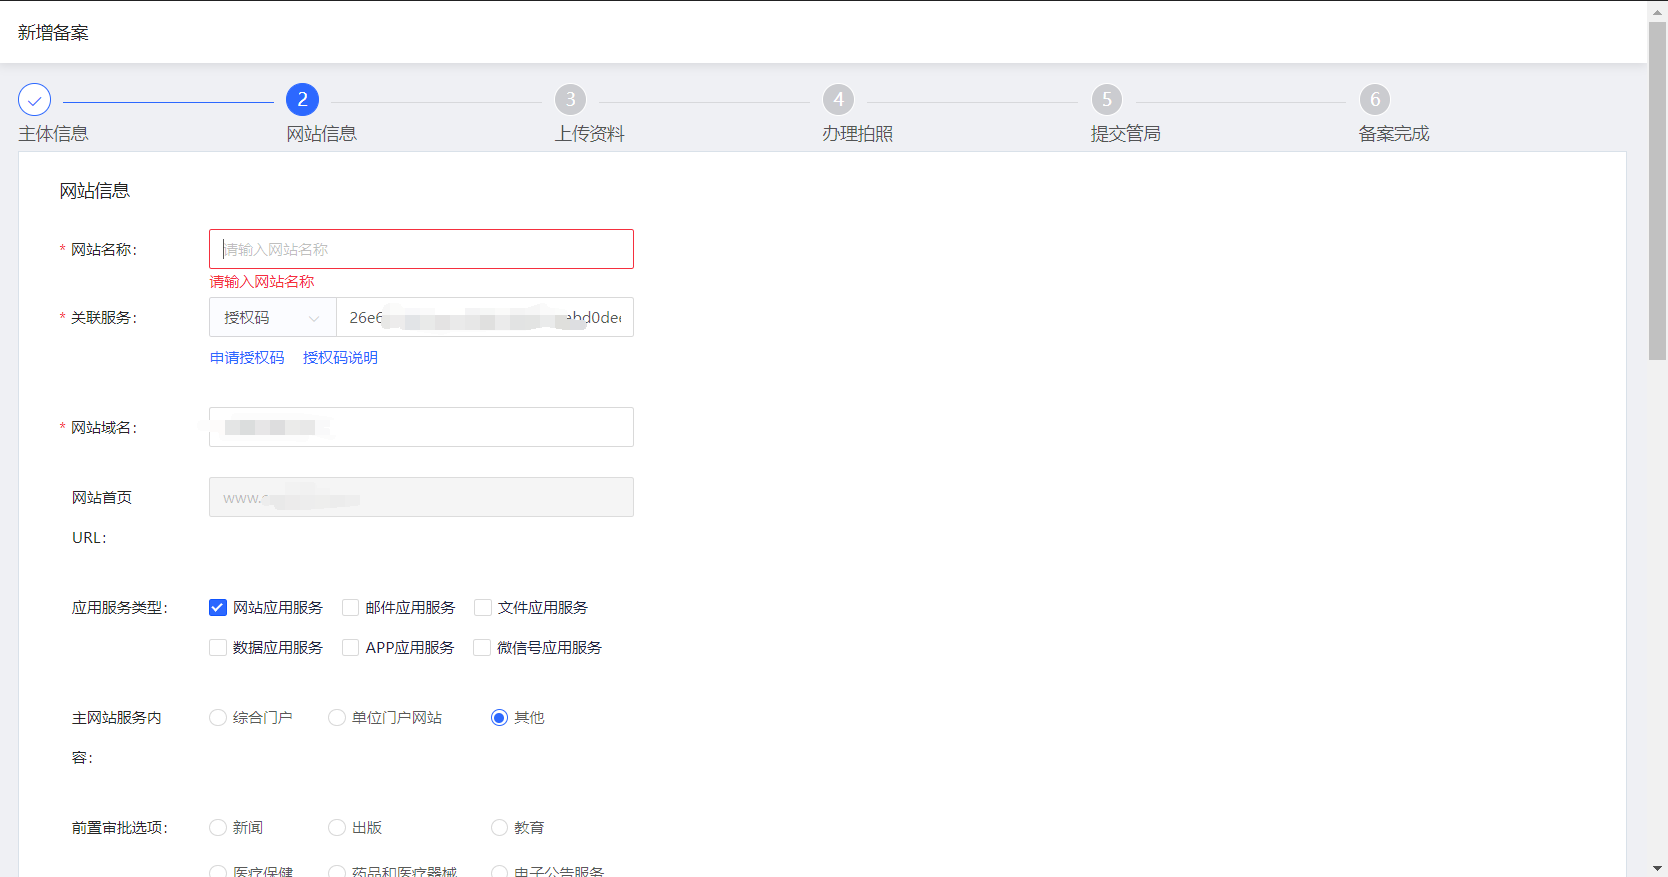 新增备案
2 3 4 5 6
主体信息 网站信息 上传资料 办理拍照 提交管局 备案完成
网站信息
* 网站名称: 请输入网站名称
请输入网站名称
* 关联服务: 授权码 26e6 abd0dee
申请授权码 授权码说明
* 网站域名:
网站首页 www.
URL:
应用服务类型: 网站应用服务 邮件应用服务 文件应用服务
数据应用服务 APP应用服务 微信号应用服务
主网站服务内 综合门户 单位门户网站 其他
容:
前置审批选项: 新闻 出版 教育
医疗保健 药品和医疗器械 电子公告服务